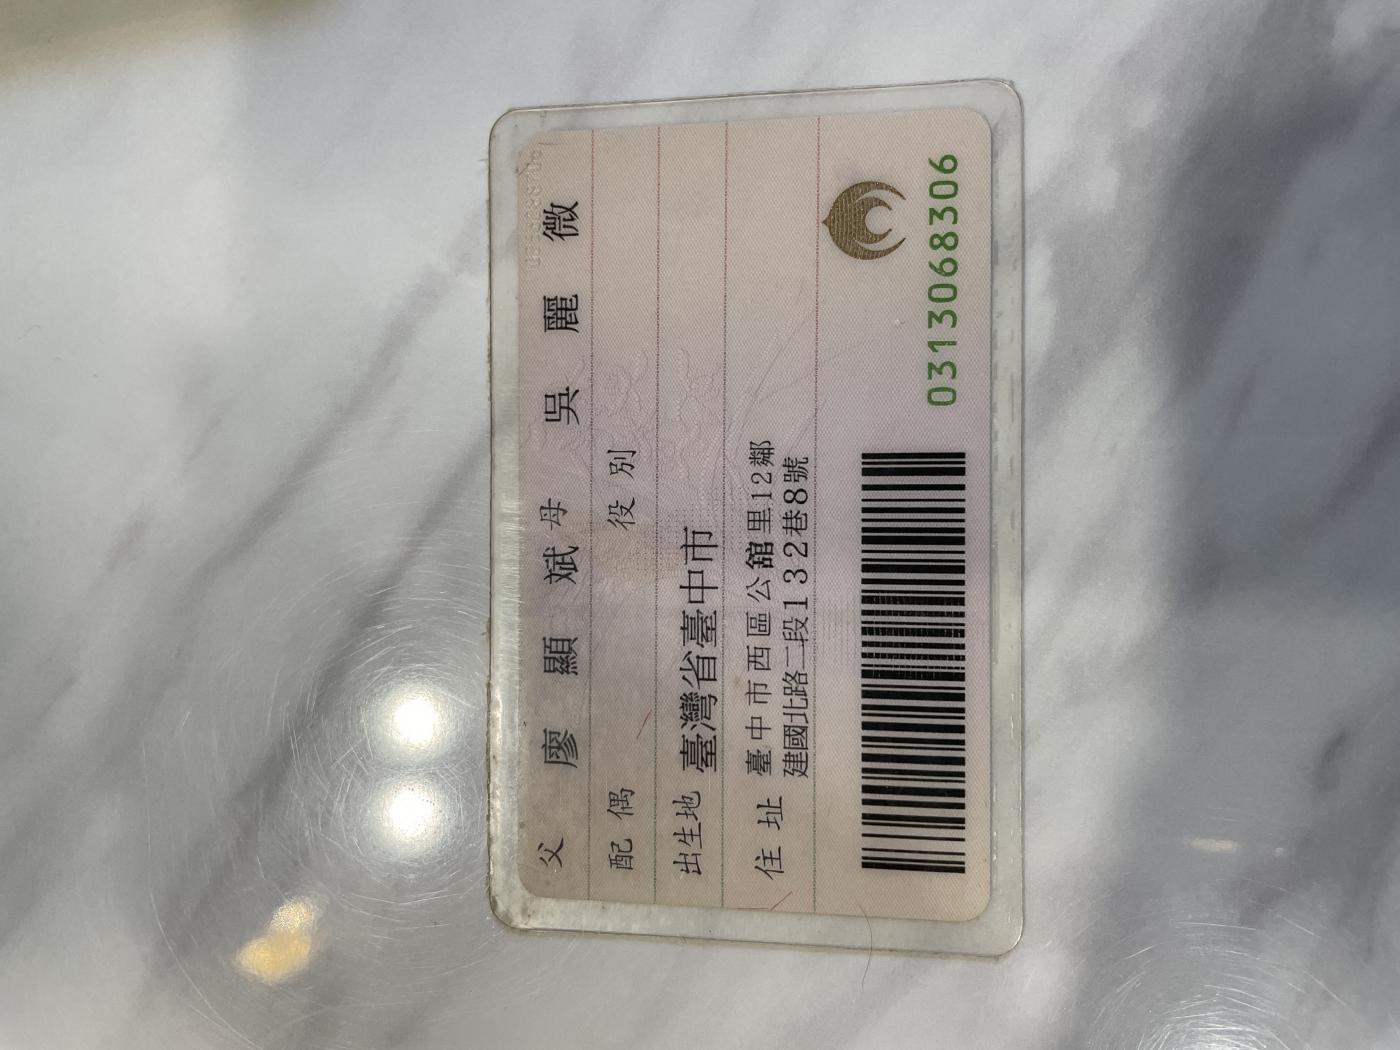 父 廖顯斌 母 吳麗微
配偶 役別
出生地 臺灣省臺中市
住址 臺中市西區公舘里12鄰
建國北路二段132巷8號
0313068306